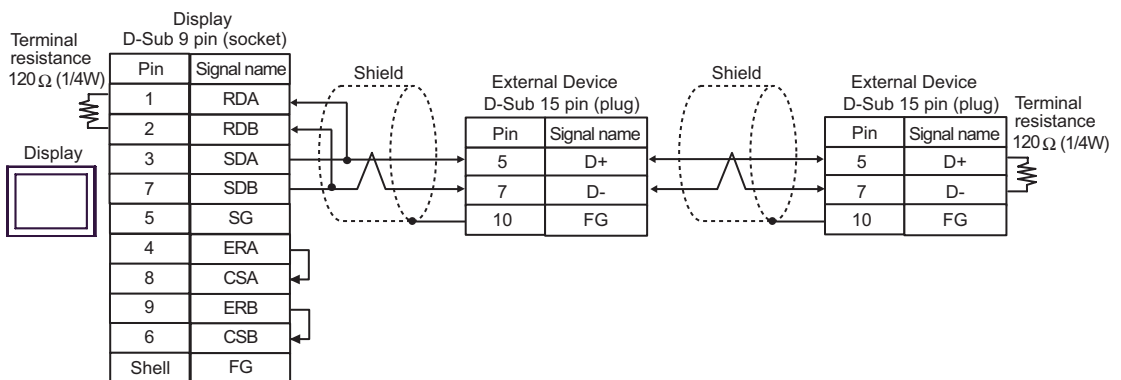 Display
D-Sub 9 pin (socket)
Terminal
resistance
120Ω (1/4W)
Display
Pin Signal name
1 RDA
2 RDB
3 SDA
7 SDB
5 SG
4 ERA
8 CSA
9 ERB
6 CSB
Shell FG
Shield
External Device
D-Sub 15 pin (plug)
Pin Signal name
5 D+
7 D-
10 FG
Shield
External Device
D-Sub 15 pin (plug)
Pin Signal name
5 D+
7 D-
10 FG
Terminal
resistance
120Ω (1/4W)